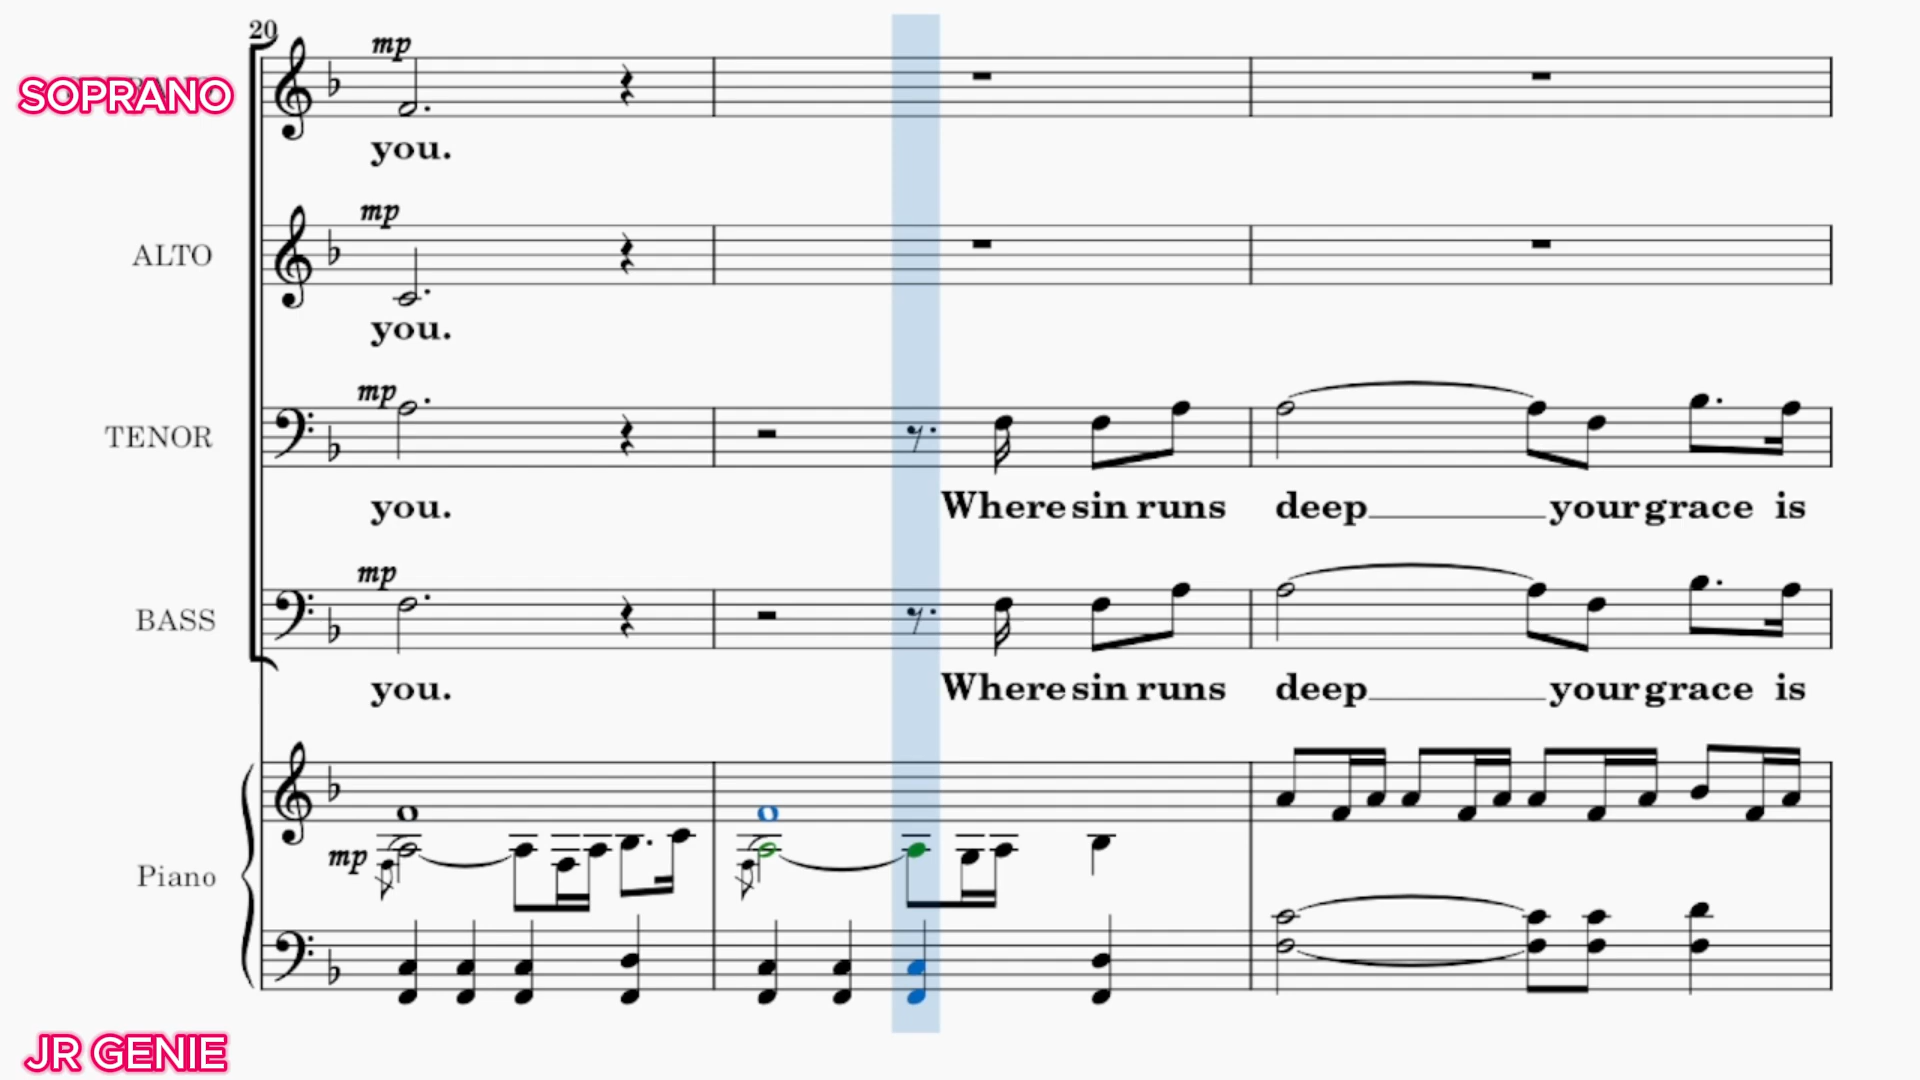 20
mp
SOPRANO
you.
mp
ALTO
you.
mp
TENOR
you. Where sin runs deep your grace is
mp
BASS
you. Where sin runs deep your grace is
mp
Piano
JR GENIE